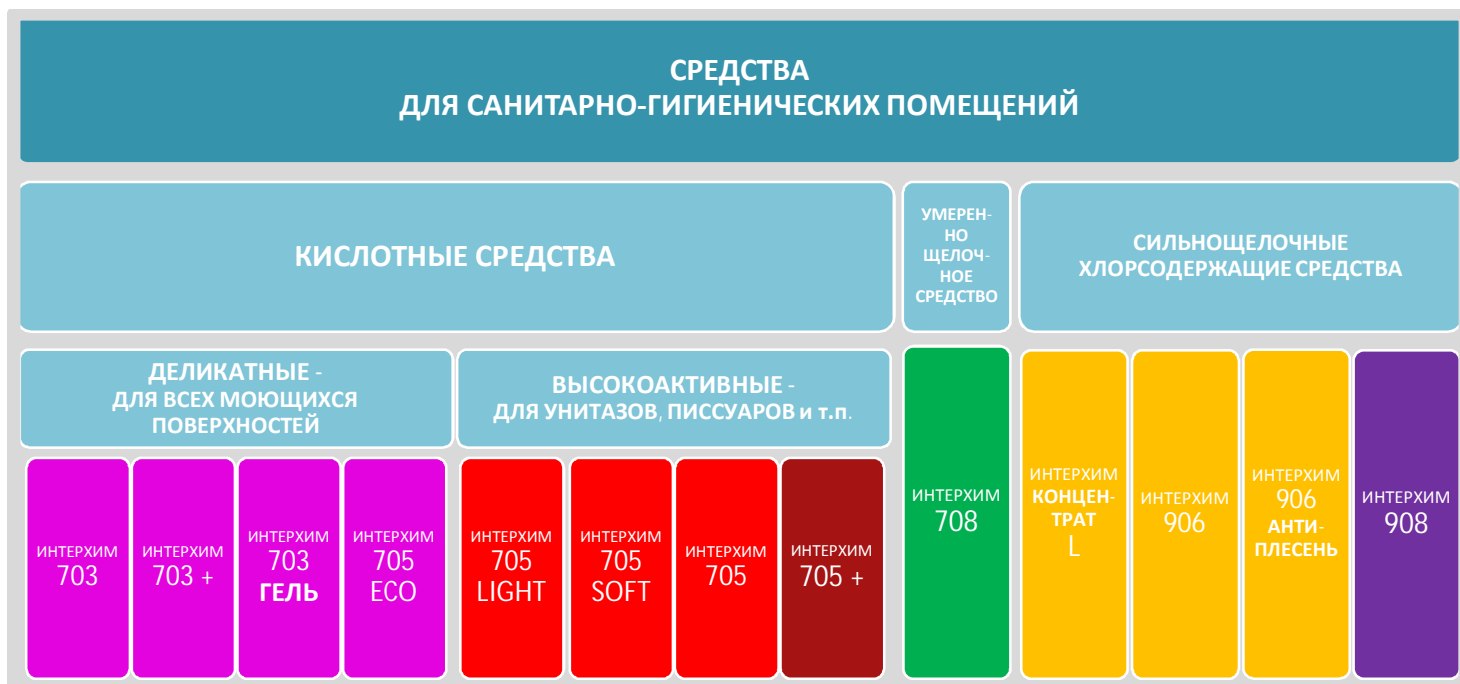 СРЕДСТВА
ДЛЯ САНИТАРНО-ГИГИЕНИЧЕСКИХ ПОМЕЩЕНИЙ
КИСЛОТНЫЕ СРЕДСТВА
УМЕРЕН-
НО
ЩЕЛОЧ-
НОЕ
СРЕДСТВО
СИЛЬНОЩЕЛОЧНЫЕ
ХЛОРСОДЕРЖАЩИЕ СРЕДСТВА
ДЕЛИКАТНЫЕ -
ДЛЯ ВСЕХ МОЮЩИХСЯ
ПОВЕРХНОСТЕЙ
ВЫСОКОАКТИВНЫЕ -
ДЛЯ УНИТАЗОВ, ПИССУАРОВ и т.п.
ИНТЕРХИМ
703
ИНТЕРХИМ
703 +
ИНТЕРХИМ
703
ГЕЛЬ
ИНТЕРХИМ
705
ECO
ИНТЕРХИМ
705
LIGHT
ИНТЕРХИМ
705
SOFT
ИНТЕРХИМ
705
ИНТЕРХИМ
705 +
ИНТЕРХИМ
708
ИНТЕРХИМ
КОНЦЕН-
ТРАТ
L
ИНТЕРХИМ
906
ИНТЕРХИМ
906
АНТИ-
ПЛЕСЕНЬ
ИНТЕРХИМ
908